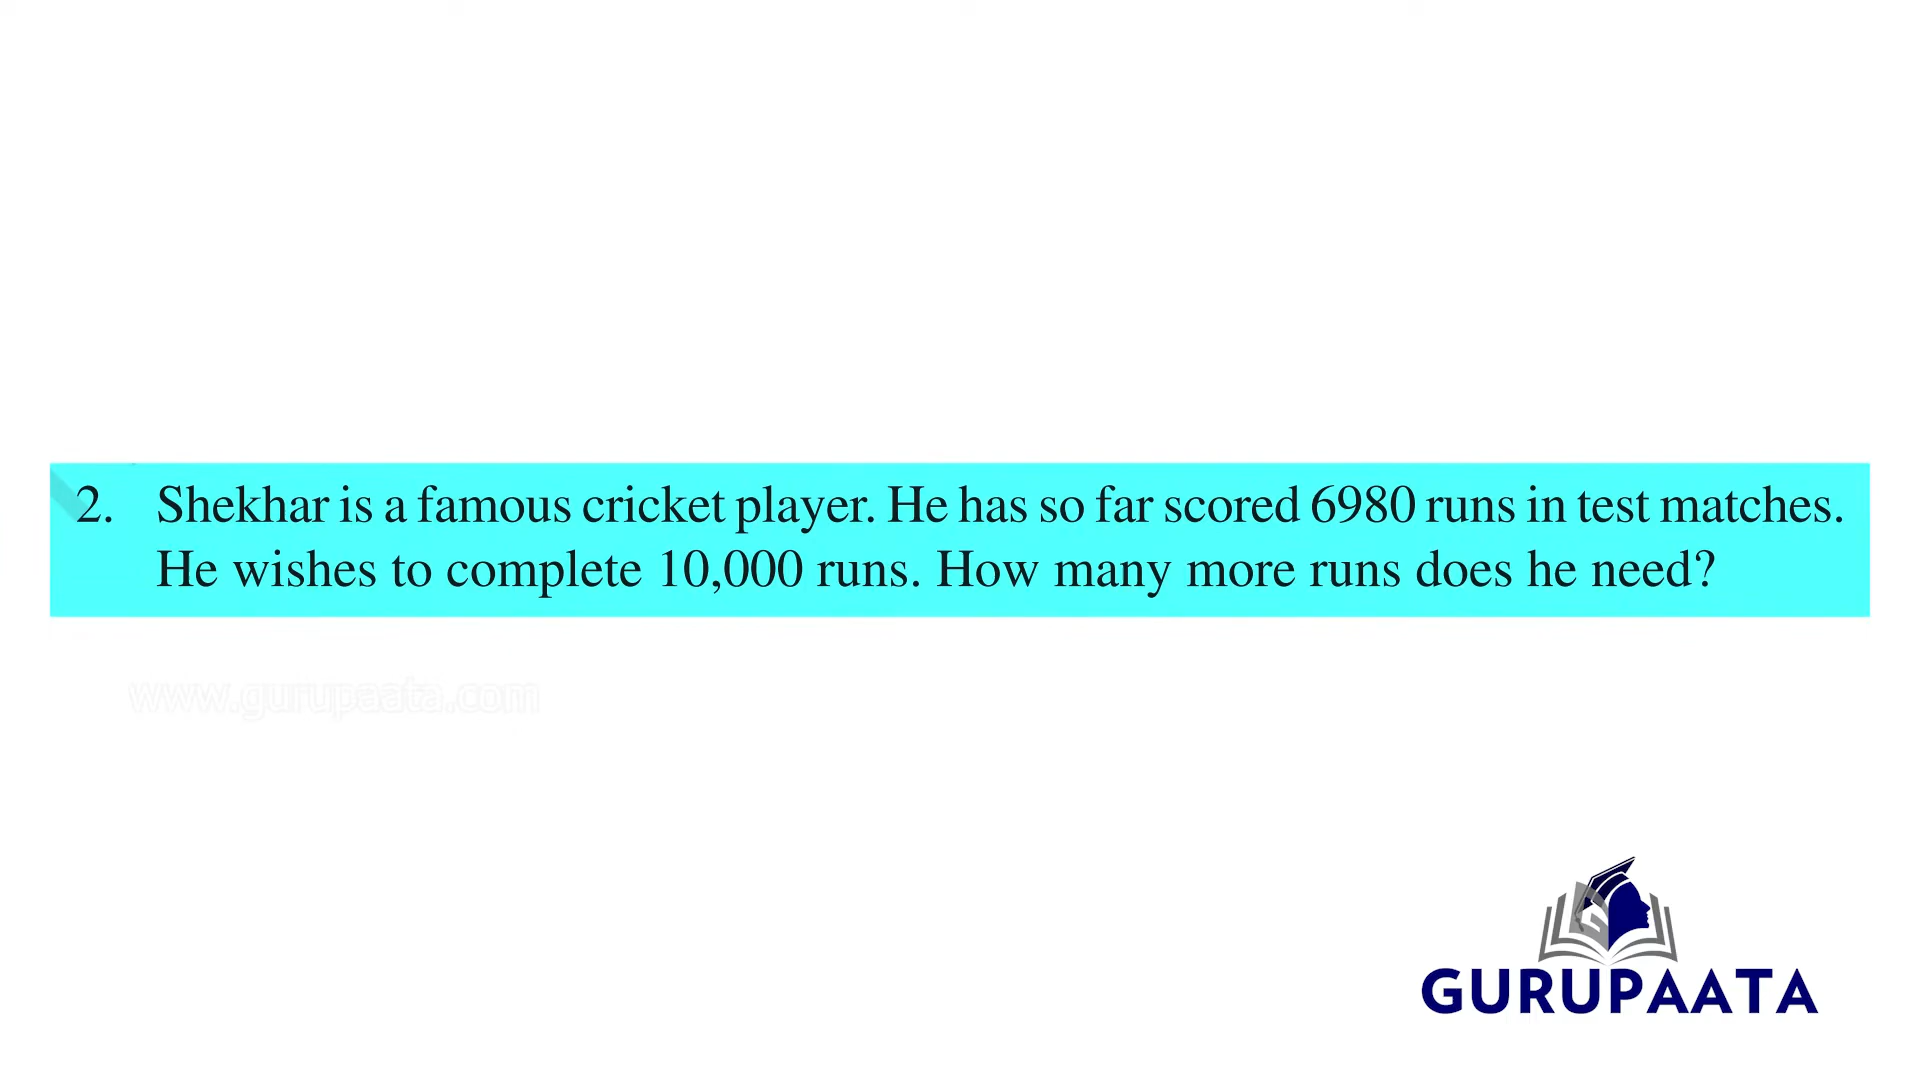 2. Shekhar is a famous cricket player. He has so far scored 6980 runs in test matches.
He wishes to complete 10,000 runs. How many more runs does he need?
www.gurupaata.com
GURUPAATA